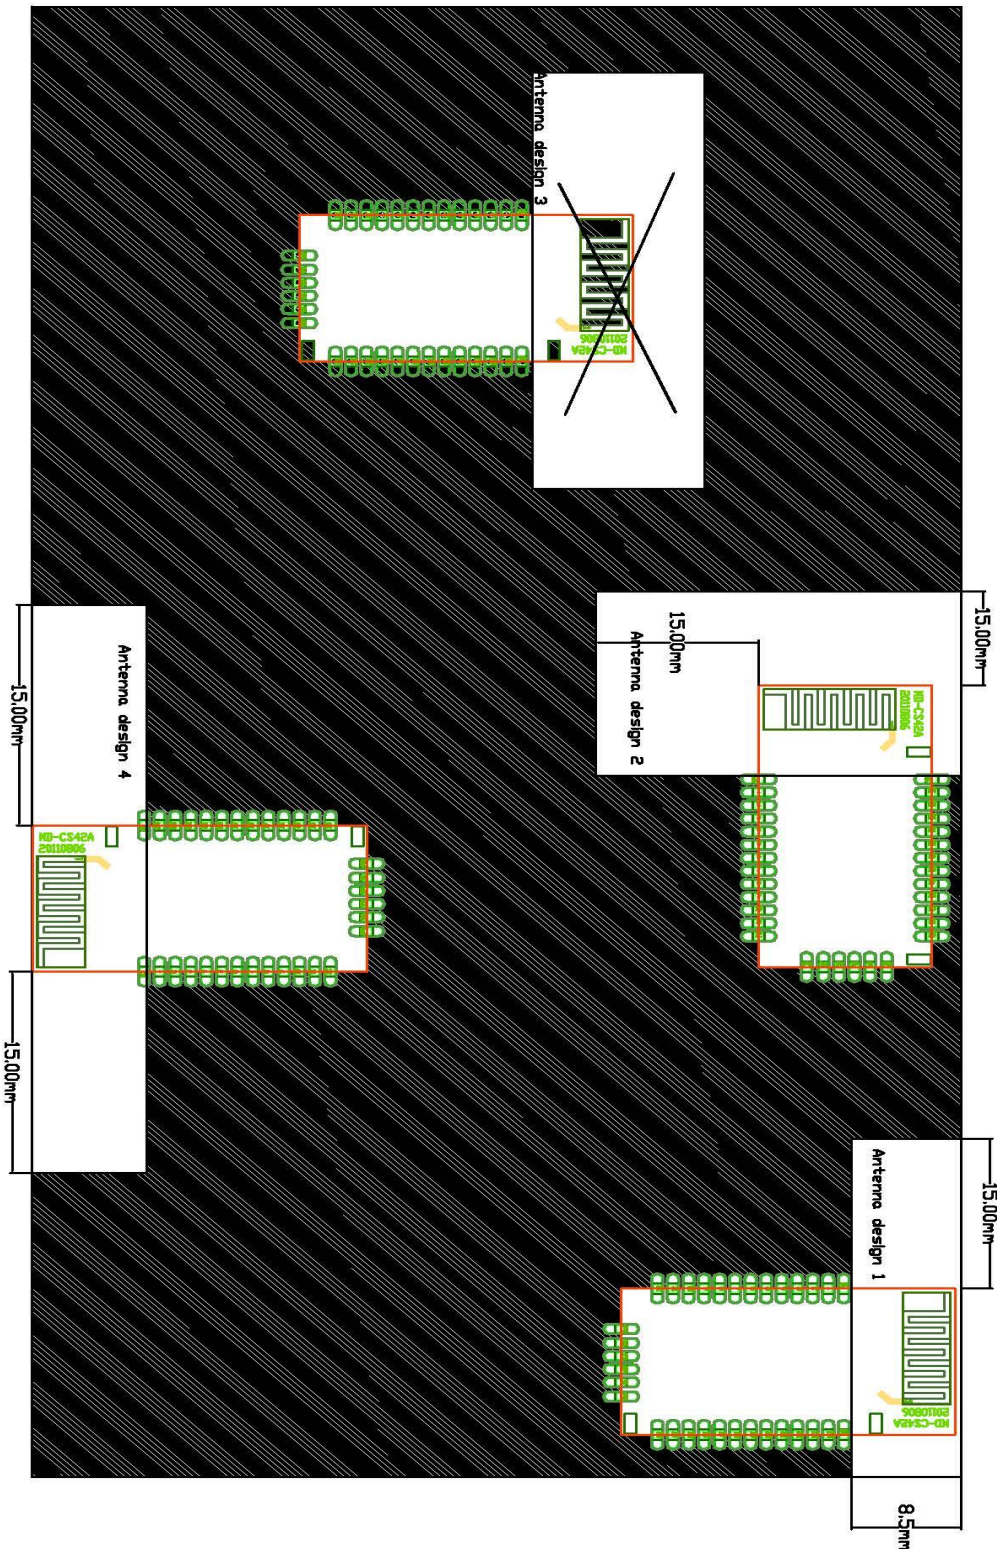 Antenna design 3
MD-CS42A
20110806
15.00mm
15.00mm
Antenna design 2
MD-CS42A
20110806
Antenna design 4
15.00mm
MD-CS42A
20110806
15.00mm
15.00mm
Antenna design 1
MD-CS42A
20110806
8.5mm